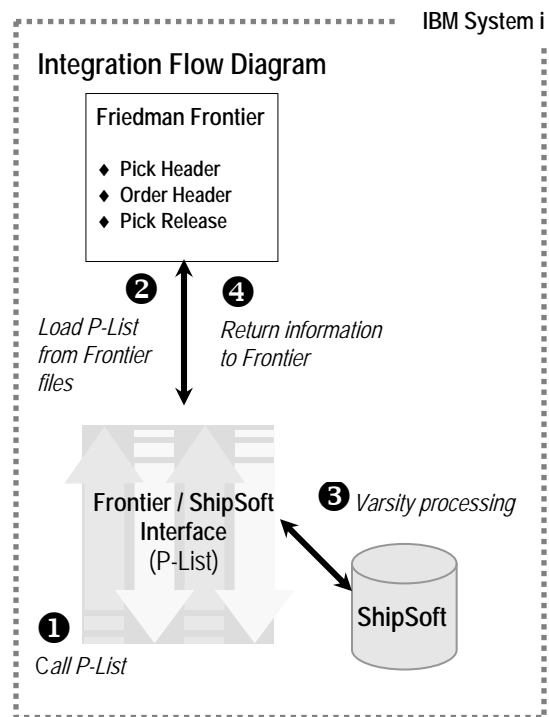 IBM System i
Integration Flow Diagram
Friedman Frontier
♦ Pick Header
♦ Order Header
♦ Pick Release
❷
Load P-List
from Frontier
files
❹
Return information
to Frontier
Frontier / ShipSoft
Interface
(P-List)
❸ Varsity processing
ShipSoft
❶
Call P-List